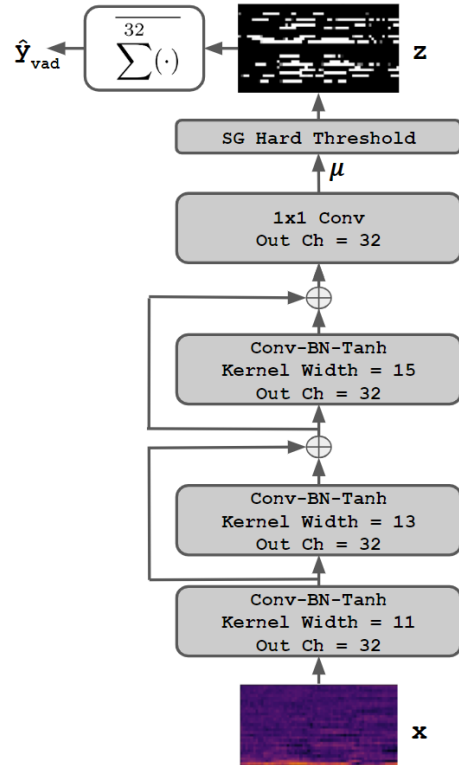 ŷ_vad
32
∑(·)
z
SG Hard Threshold
μ
1x1 Conv
Out Ch = 32
Conv-BN-Tanh
Kernel Width = 15
Out Ch = 32
Conv-BN-Tanh
Kernel Width = 13
Out Ch = 32
Conv-BN-Tanh
Kernel Width = 11
Out Ch = 32
x